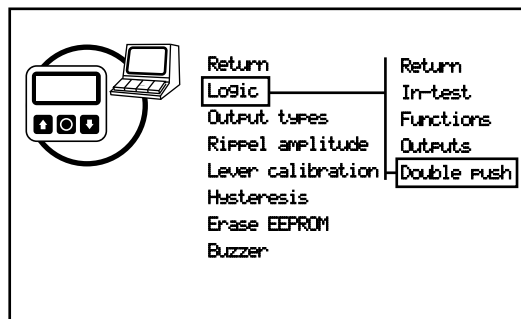 Return
Logic
Output types
Rippel amplitude
Lever calibration
Hysteresis
Erase EEPROM
Buzzer
Return
In-test
Functions
Outputs
Double push